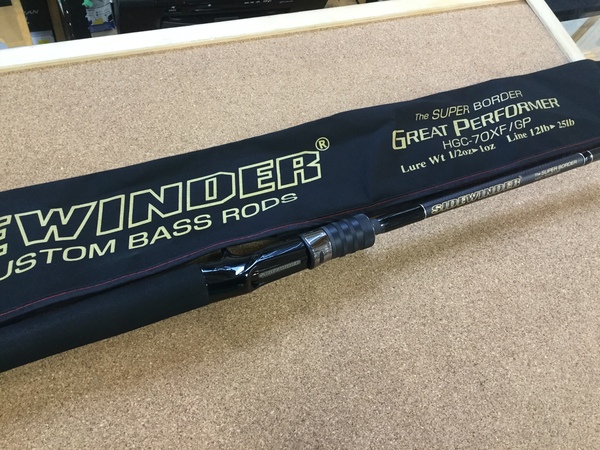 The SUPER BORDER
GREAT PERFORMER
HGC-70XF/GP
Lure Wt 1/2oz▸1oz Line 12lb▸25lb
EWINDER®
USTOM BASS RODS
SIDEWINDER
The SUPER BORDER